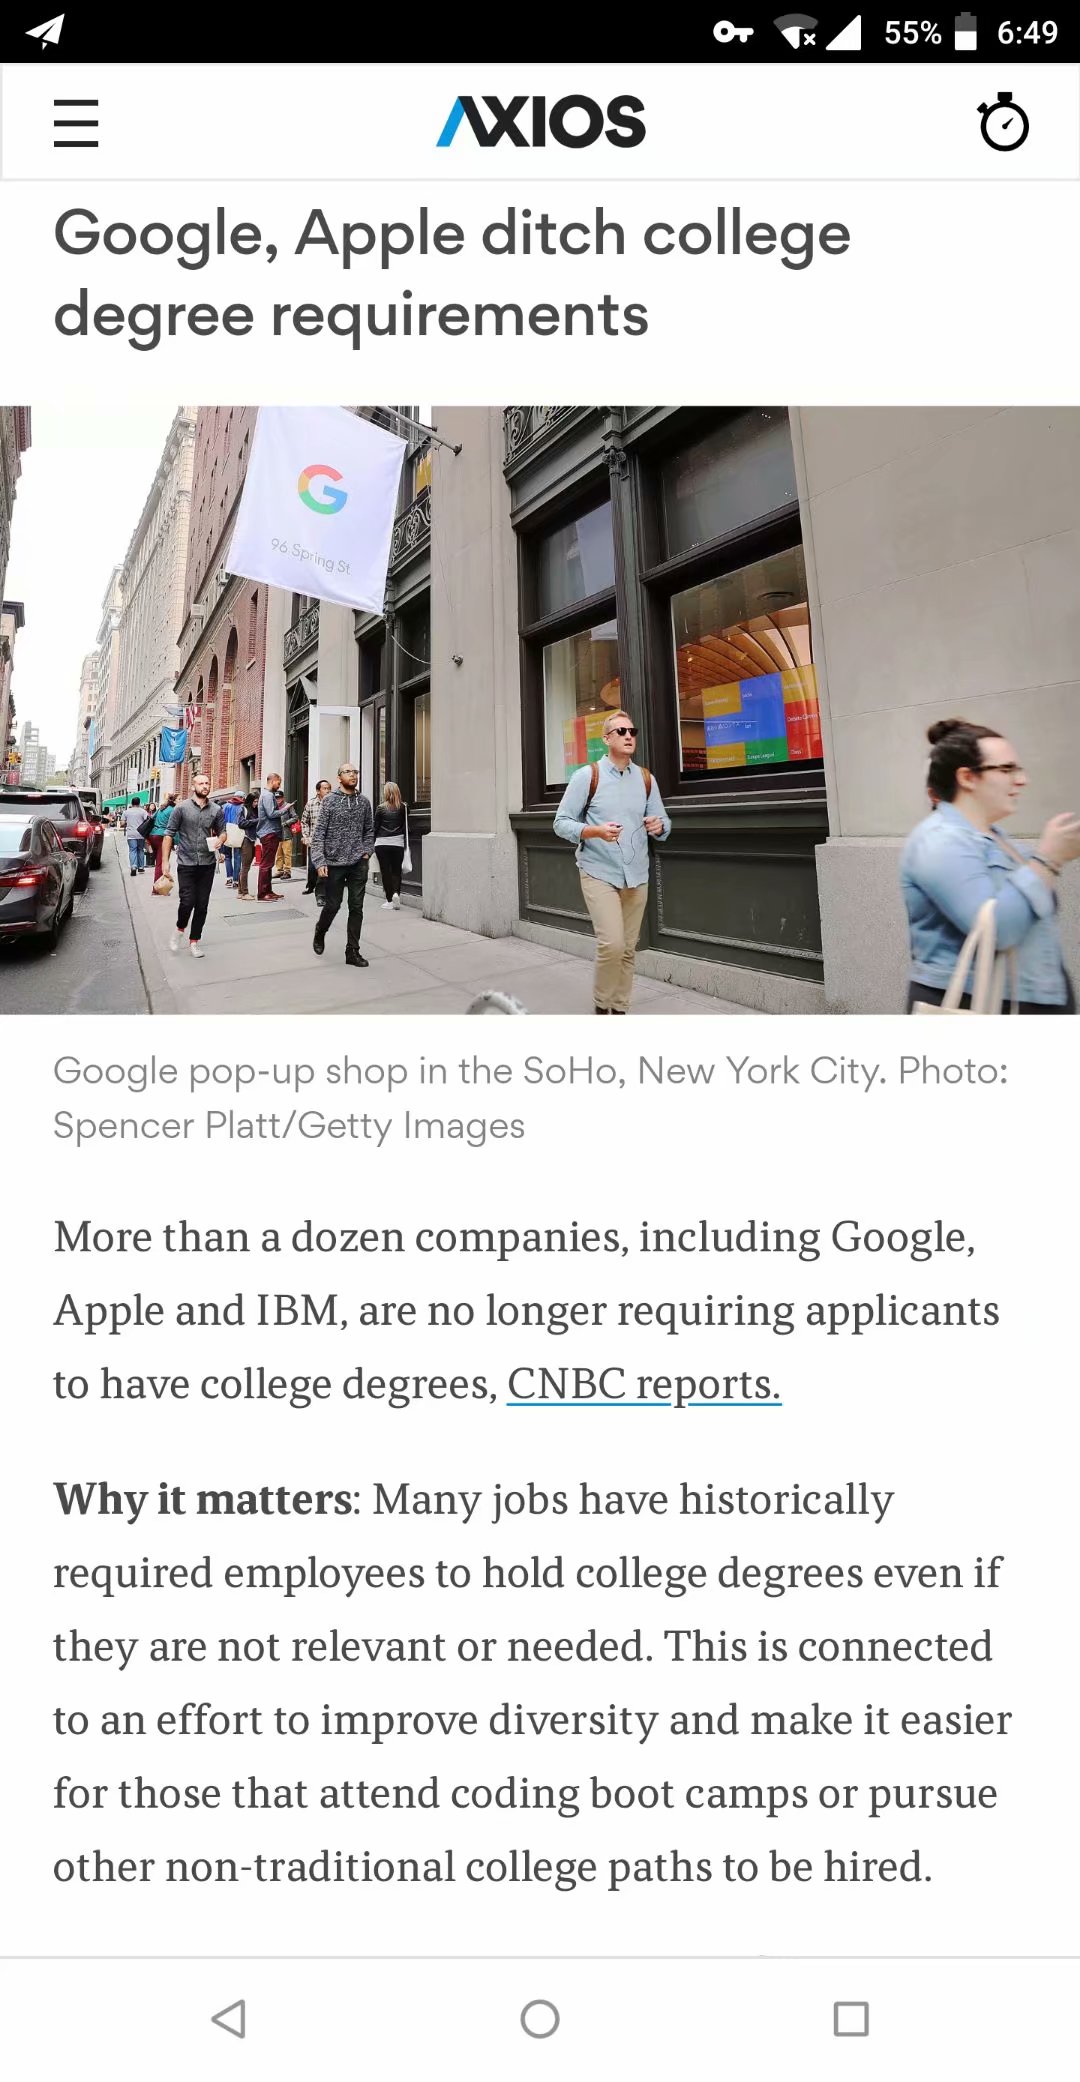 55% 6:49
AXIOS
Google, Apple ditch college
degree requirements
G
96 Spring St
Google pop-up shop in the SoHo, New York City. Photo:
Spencer Platt/Getty Images
More than a dozen companies, including Google,
Apple and IBM, are no longer requiring applicants
to have college degrees, CNBC reports.
Why it matters: Many jobs have historically
required employees to hold college degrees even if
they are not relevant or needed. This is connected
to an effort to improve diversity and make it easier
for those that attend coding boot camps or pursue
other non-traditional college paths to be hired.